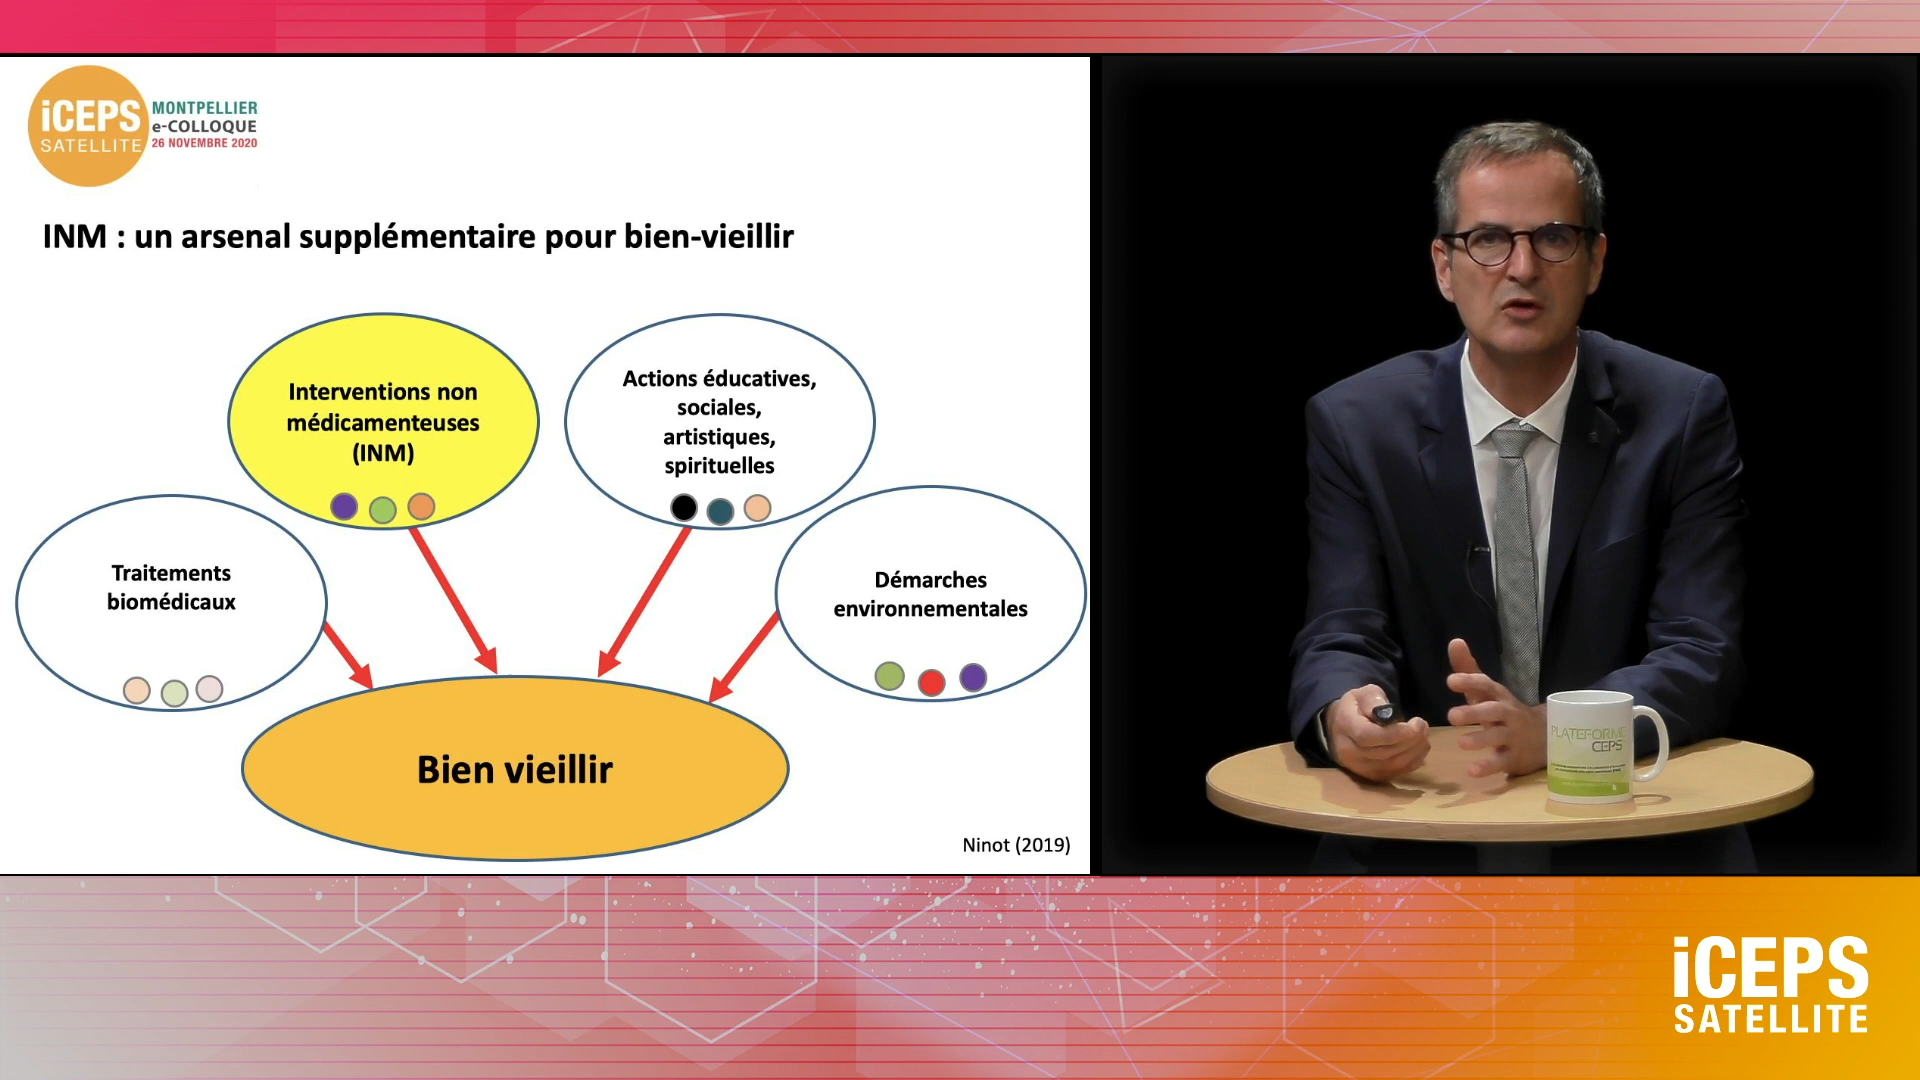 iCEPS
SATELLITE
MONTPELLIER
e-COLLOQUE
26 NOVEMBRE 2020
INM : un arsenal supplémentaire pour bien-vieillir
Interventions non
médicamenteuses
(INM)
Actions éducatives,
sociales,
artistiques,
spirituelles
Traitements
biomédicaux
Démarches
environnementales
Bien vieillir
Ninot (2019)
PLATEFORME
CEPS
iCEPS
SATELLITE